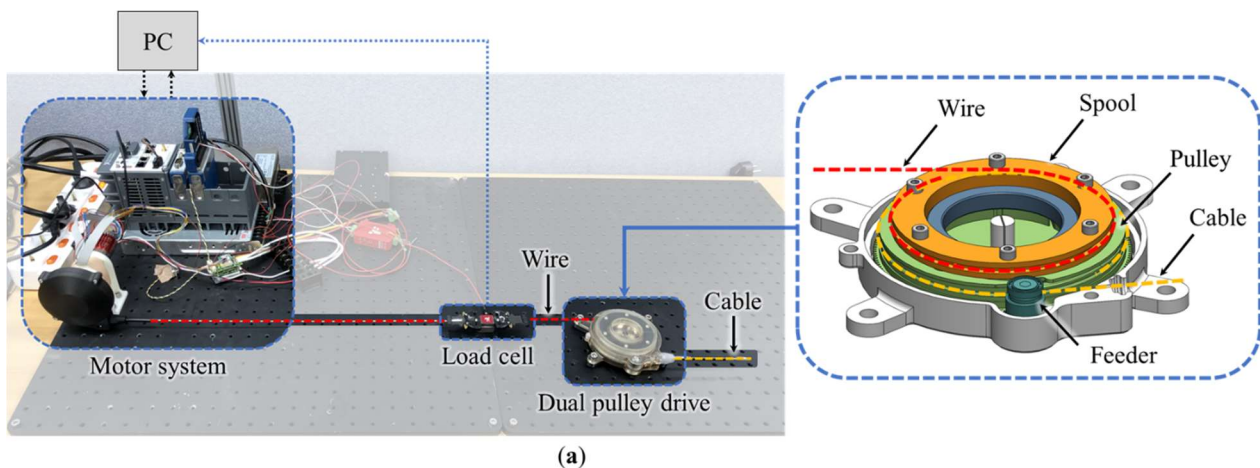 PC
Motor system
Load cell
Wire
Dual pulley drive
Cable
Wire
Spool
Pulley
Cable
Feeder
(a)